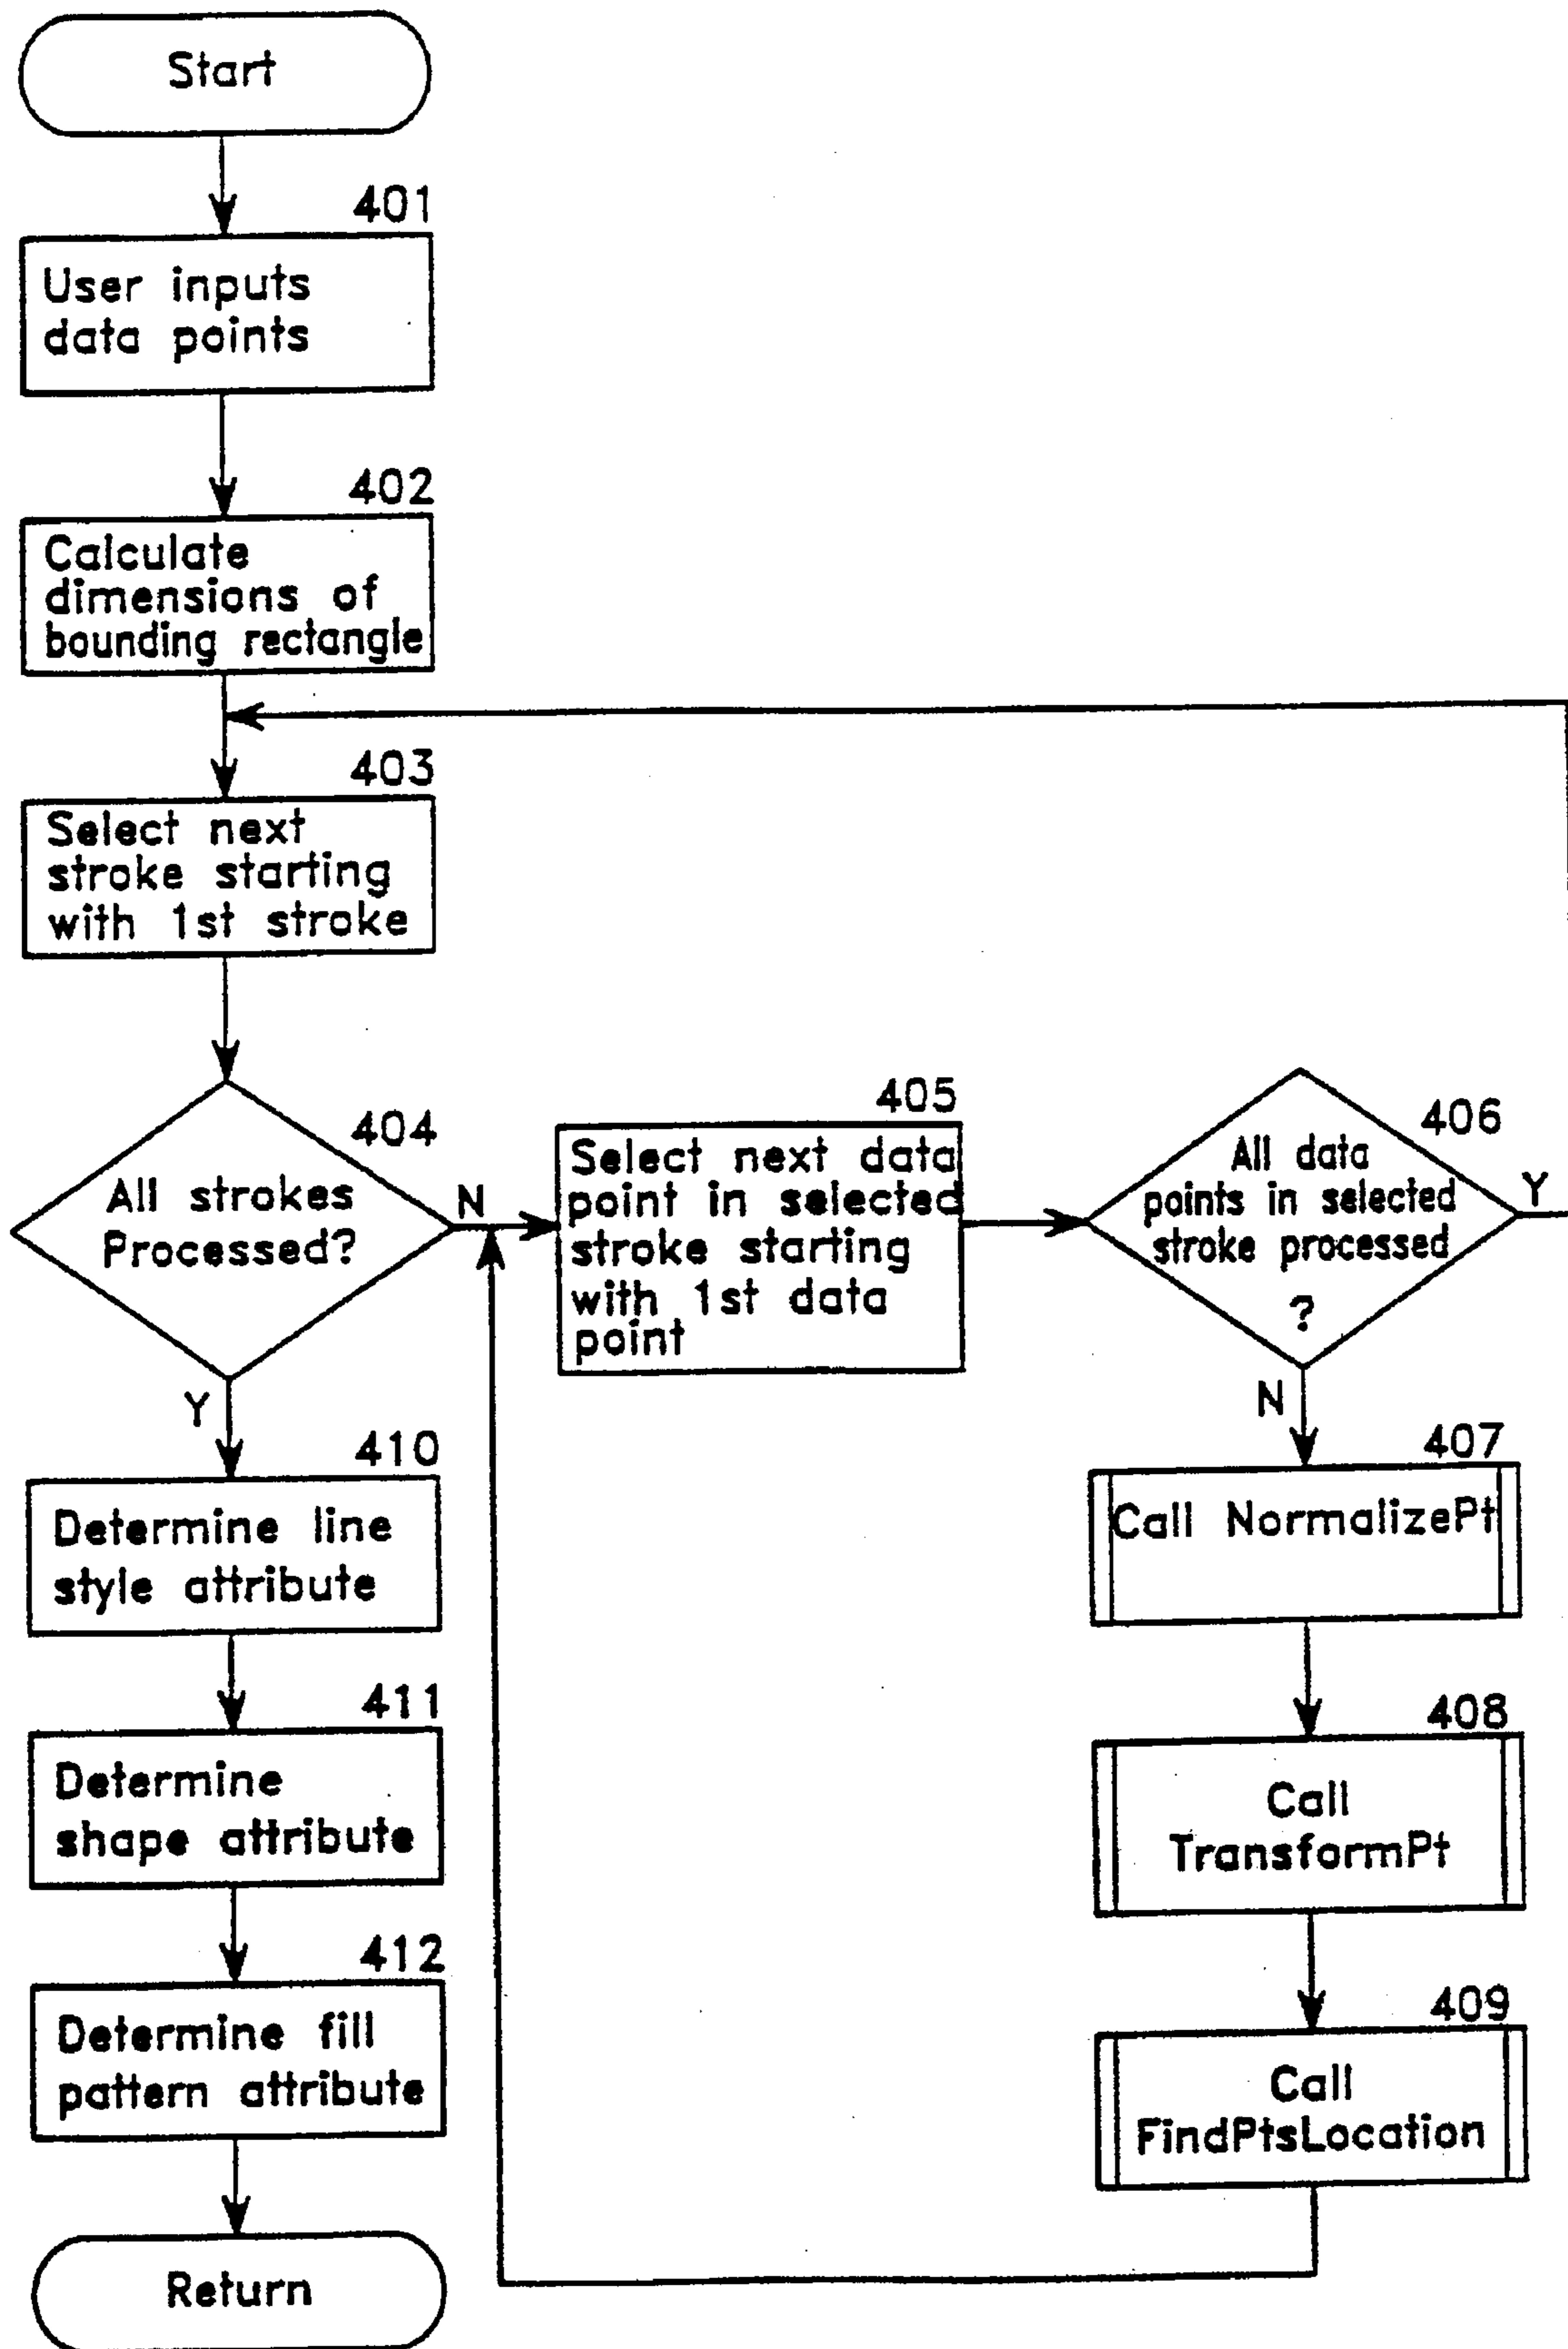 Start
401
User inputs
data points
402
Calculate
dimensions of
bounding rectangle
403
Select next
stroke starting
with 1st stroke
404
All strokes
Processed?
N
Y
405
Select next data
point in selected
stroke starting
with 1st data
point
406
All data
points in selected
stroke processed
?
Y
N
407
Call NormalizePt
408
Call
TransformPt
409
Call
FindPtsLocation
410
Determine line
style attribute
411
Determine
shape attribute
412
Determine fill
pattern attribute
Return